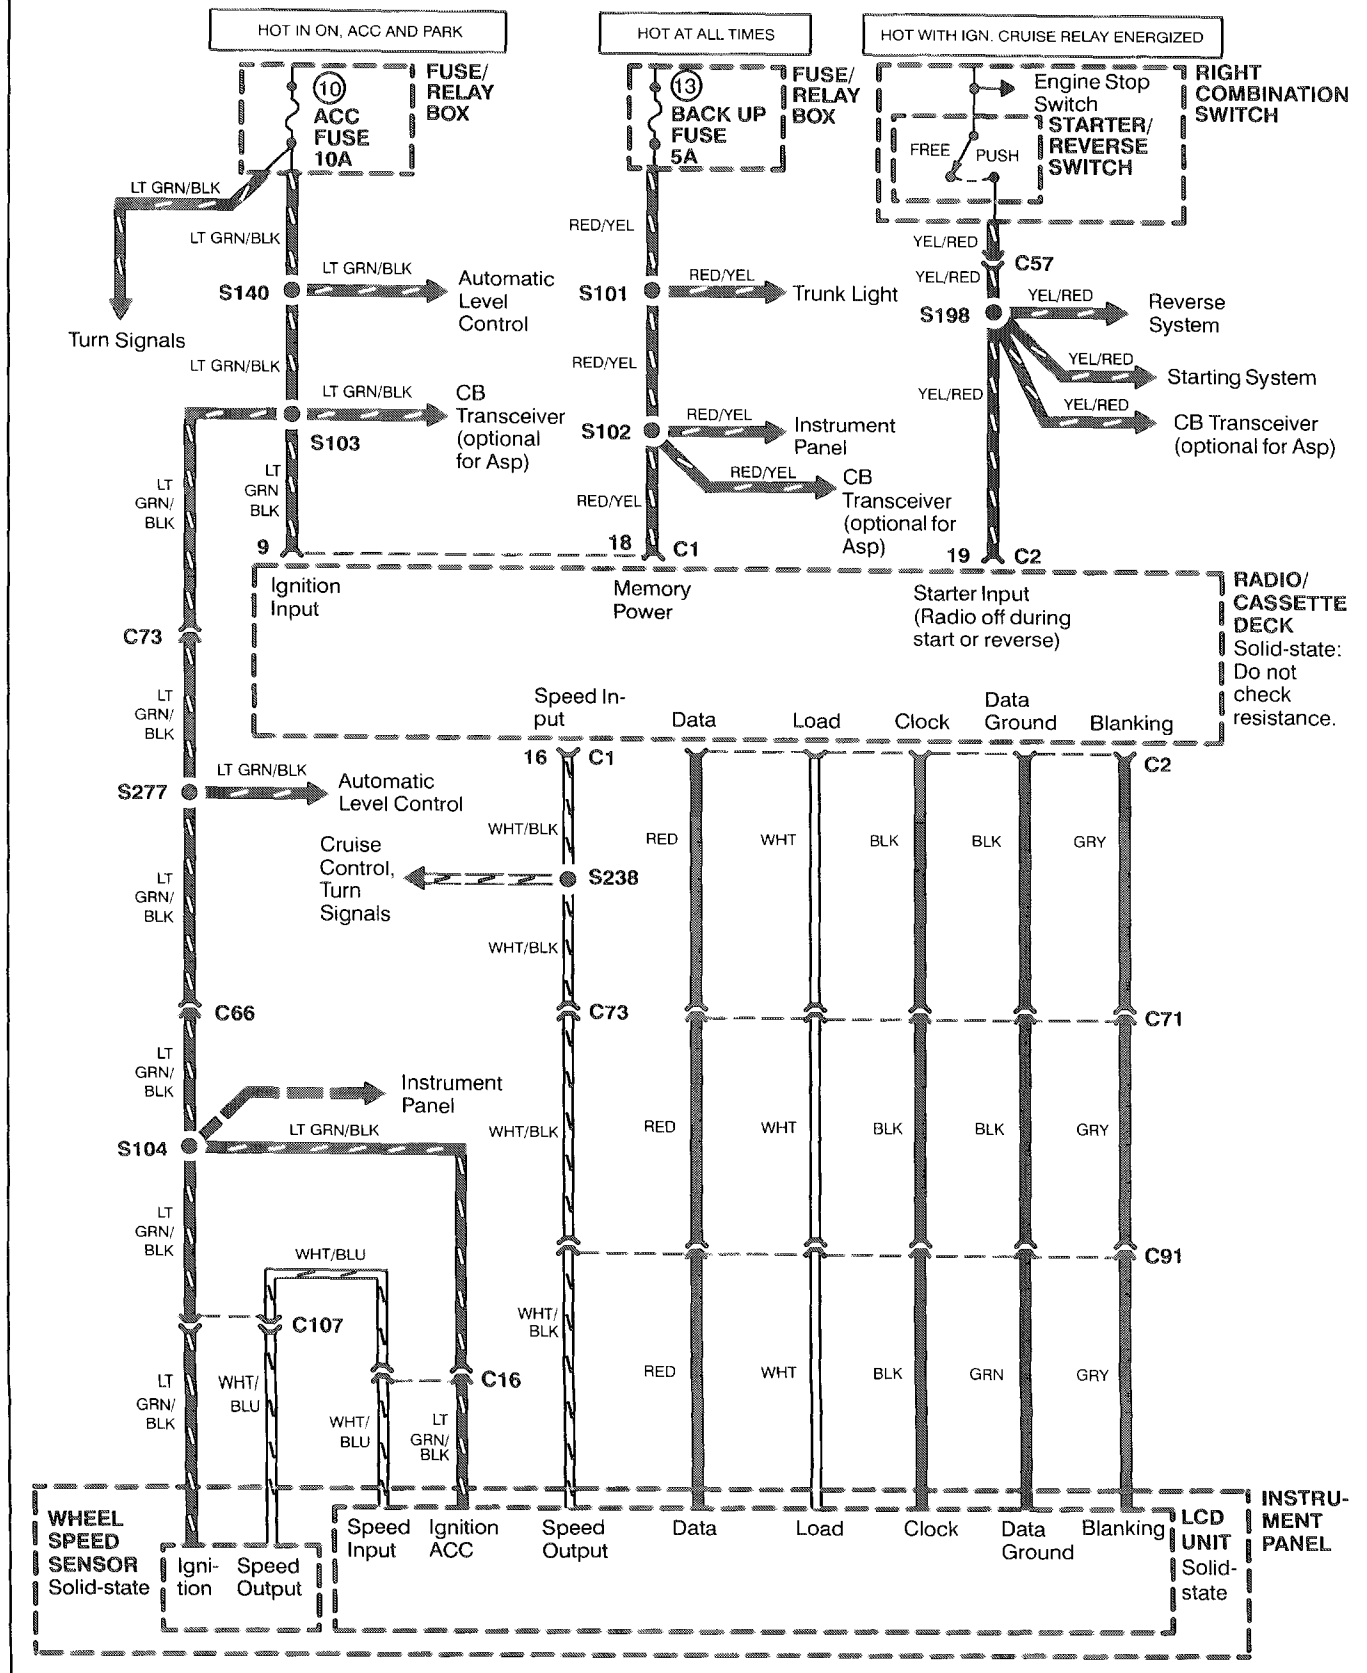 HOT IN ON, ACC AND PARK
HOT AT ALL TIMES
HOT WITH IGN. CRUISE RELAY ENERGIZED
10
ACC
FUSE
10A
FUSE/
RELAY
BOX
13
BACK UP
FUSE
5A
FUSE/
RELAY
BOX
Engine Stop
Switch
STARTER/
REVERSE
SWITCH
FREE
PUSH
RIGHT
COMBINATION
SWITCH
LT GRN/BLK
Turn Signals
LT GRN/BLK
S140
LT GRN/BLK
Automatic
Level
Control
LT GRN/BLK
LT GRN/BLK
CB
Transceiver
(optional
for Asp)
S103
LT
GRN
BLK
9
RED/YEL
S101
RED/YEL
Trunk Light
RED/YEL
S102
RED/YEL
Instrument
Panel
RED/YEL
CB
Transceiver
(optional for
Asp)
RED/YEL
18
C1
YEL/RED
C57
YEL/RED
S198
YEL/RED
Reverse
System
YEL/RED
Starting System
YEL/RED
CB Transceiver
(optional for Asp)
YEL/RED
19
C2
LT
GRN/
BLK
C73
Ignition
Input
Memory
Power
Starter Input
(Radio off during
start or reverse)
RADIO/
CASSETTE
DECK
Solid-state:
Do not
check
resistance.
Speed In-
put
Data
Load
Clock
Data
Ground
Blanking
16
C1
C2
LT
GRN/
BLK
S277
LT GRN/BLK
Automatic
Level Control
WHT/BLK
RED
WHT
BLK
BLK
GRY
Cruise
Control,
Turn
Signals
S238
LT
GRN/
BLK
WHT/BLK
C66
C73
C71
LT
GRN/
BLK
Instrument
Panel
S104
LT GRN/BLK
WHT/BLK
RED
WHT
BLK
BLK
GRY
LT
GRN/
BLK
WHT/BLU
C91
C107
WHT/
BLK
C16
LT
GRN/
BLK
WHT/
BLU
WHT/
BLU
LT
GRN/
BLK
RED
WHT
BLK
GRN
GRY
WHEEL
SPEED
SENSOR
Solid-state
Igni-
tion
Speed
Output
Speed
Input
Ignition
ACC
Speed
Output
Data
Load
Clock
Data
Ground
Blanking
LCD
UNIT
Solid-
state
INSTRU-
MENT
PANEL